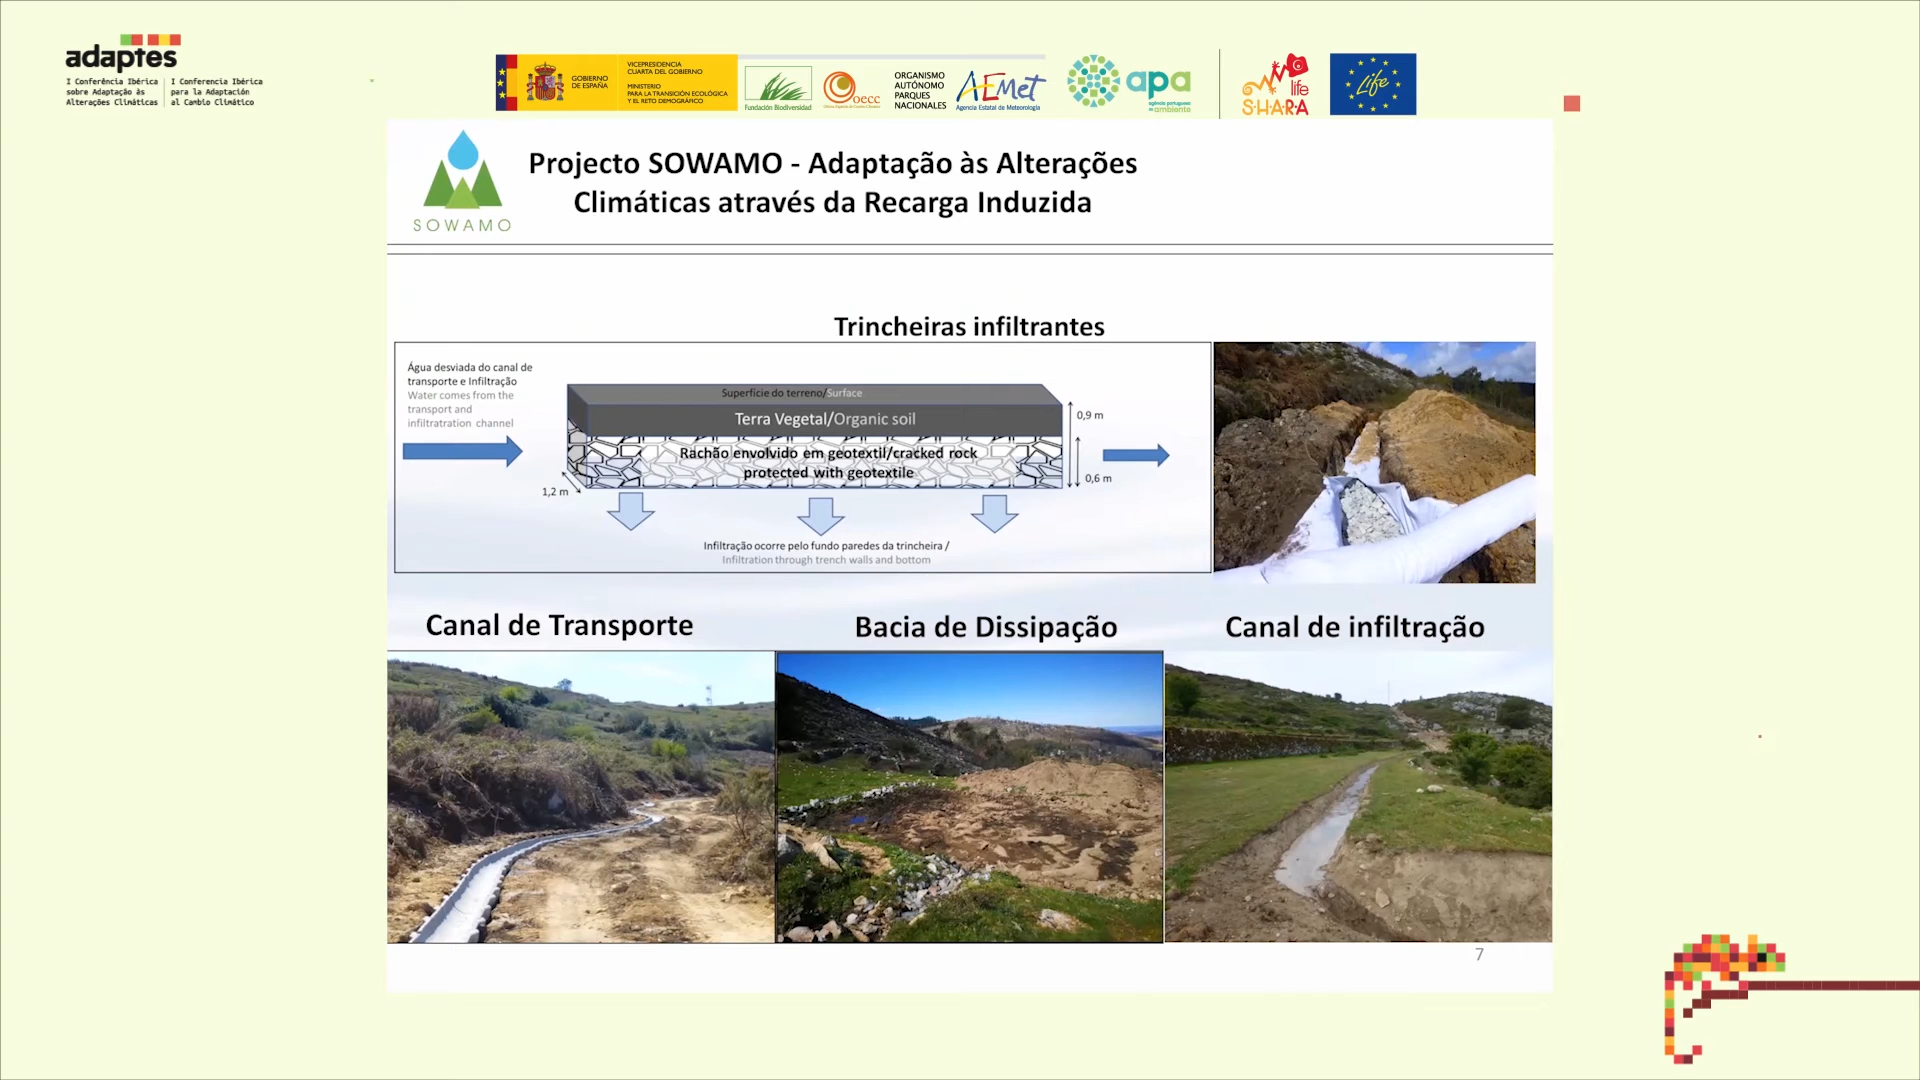 adaptes
I Conferência Ibérica
sobre Adaptação às
Alterações Climáticas
I Conferencia Ibérica
para la Adaptación
al Cambio Climático
GOBIERNO
DE ESPAÑA
VICEPRESIDENCIA
CUARTA DEL GOBIERNO
MINISTERIO
PARA LA TRANSICIÓN ECOLÓGICA
Y EL RETO DEMOGRÁFICO
Fundación Biodiversidad
oecc
ORGANISMO
AUTÓNOMO
PARQUES
NACIONALES
AEMet
Agencia Estatal de Meteorología
apa
agência portuguesa
do ambiente
life
SHARA
Life
SOWAMO
Projecto SOWAMO - Adaptação às Alterações
Climáticas através da Recarga Induzida
Trincheiras infiltrantes
Água desviada do canal de
transporte e Infiltração
Water comes from the
transport and
infiltratration channel
Superfície do terreno/Surface
Terra Vegetal/Organic soil
Rachão envolvido em geotextil/cracked rock
protected with geotextile
0,9 m
0,6 m
1,2 m
Infiltração ocorre pelo fundo paredes da trincheira /
Infiltration through trench walls and bottom
Canal de Transporte
Bacia de Dissipação
Canal de infiltração
7